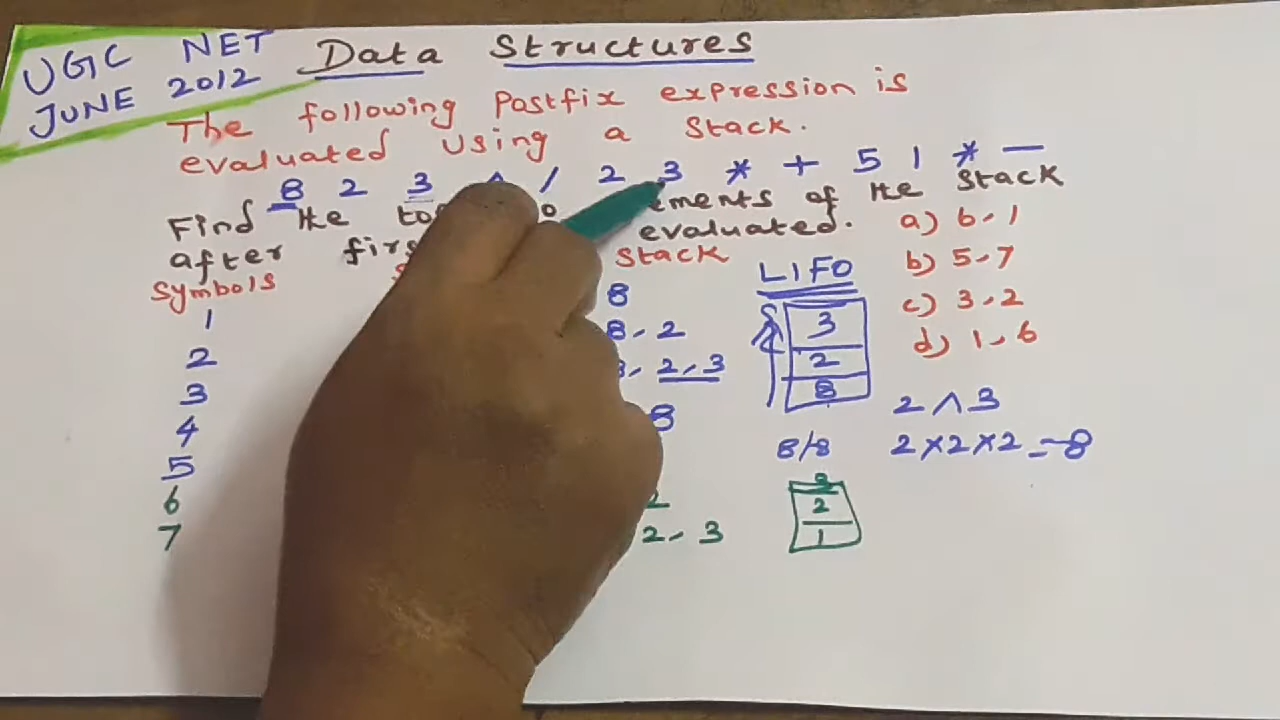 UGC NET
JUNE 2012
Data Structures
The following Postfix expression is
evaluated using a stack.
8 2 3 ^ / 2 3 * + 5 1 * -
Find the of the Stack
after evaluated.
a) 6, 1
b) 5, 7
c) 3, 2
d) 1, 6
Symbols Stack
1 8
2 8, 2
3 2, 3
4 8
5
6 2
7 2, 3
LIFO
3
2
8
2 ^ 3
8/8 2×2×2 = 8
3
2
1